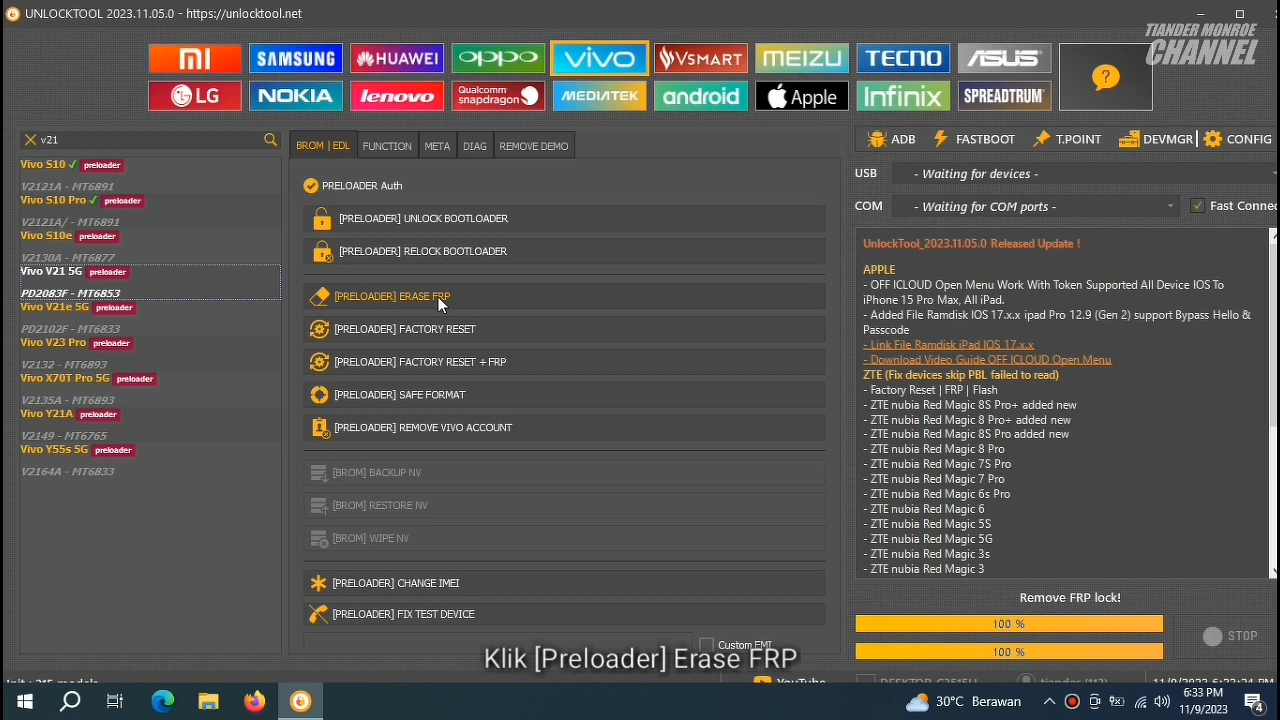 UNLOCKTOOL 2023.11.05.0 - https://unlocktool.net
TIANDER MONROE
CHANNEL
MI
SAMSUNG
HUAWEI
oppo
vivo
VSMART
MEIZU
TECNO
ASUS
?
LG
NOKIA
lenovo
Qualcomm
snapdragon
MEDIATEK
android
Apple
Infinix
SPREADTRUM
v21
Vivo S10 ✓ preloader
V2121A - MT6891
Vivo S10 Pro ✓ preloader
V2121A/ - MT6891
Vivo S10e preloader
V2130A - MT6877
Vivo V21 5G preloader
PD2083F - MT6853
Vivo V21e 5G preloader
PD2102F - MT6833
Vivo V23 Pro preloader
V2132 - MT6893
Vivo X70T Pro 5G preloader
V2135A - MT6893
Vivo Y21A preloader
V2149 - MT6765
Vivo Y55s 5G preloader
V2164A - MT6833
BROM | EDL
FUNCTION
META
DIAG
REMOVE DEMO
PRELOADER Auth
[PRELOADER] UNLOCK BOOTLOADER
[PRELOADER] RELOCK BOOTLOADER
[PRELOADER] ERASE FRP
[PRELOADER] FACTORY RESET
[PRELOADER] FACTORY RESET + FRP
[PRELOADER] SAFE FORMAT
[PRELOADER] REMOVE VIVO ACCOUNT
[BROM] BACKUP NV
[BROM] RESTORE NV
[BROM] WIPE NV
[PRELOADER] CHANGE IMEI
[PRELOADER] FIX TEST DEVICE
Custom EMI
ADB
FASTBOOT
T.POINT
DEVMGR
CONFIG
USB
- Waiting for devices -
COM
- Waiting for COM ports -
Fast Connec
UnlockTool_2023.11.05.0 Released Update !
APPLE
- OFF ICLOUD Open Menu Work With Token Supported All Device IOS To
iPhone 15 Pro Max, All iPad.
- Added File Ramdisk IOS 17.x.x ipad Pro 12.9 (Gen 2) support Bypass Hello &
Passcode
- Link File Ramdisk iPad IOS 17.x.x
- Download Video Guide OFF ICLOUD Open Menu
ZTE (Fix devices skip PBL failed to read)
- Factory Reset | FRP | Flash
- ZTE nubia Red Magic 8S Pro+ added new
- ZTE nubia Red Magic 8 Pro+ added new
- ZTE nubia Red Magic 8S Pro added new
- ZTE nubia Red Magic 8 Pro
- ZTE nubia Red Magic 7S Pro
- ZTE nubia Red Magic 7 Pro
- ZTE nubia Red Magic 6s Pro
- ZTE nubia Red Magic 6
- ZTE nubia Red Magic 5S
- ZTE nubia Red Magic 5G
- ZTE nubia Red Magic 3s
- ZTE nubia Red Magic 3
Remove FRP lock!
100 %
100 %
STOP
Klik [Preloader] Erase FRP
YouTube
30°C Berawan
6:33 PM
11/9/2023
4